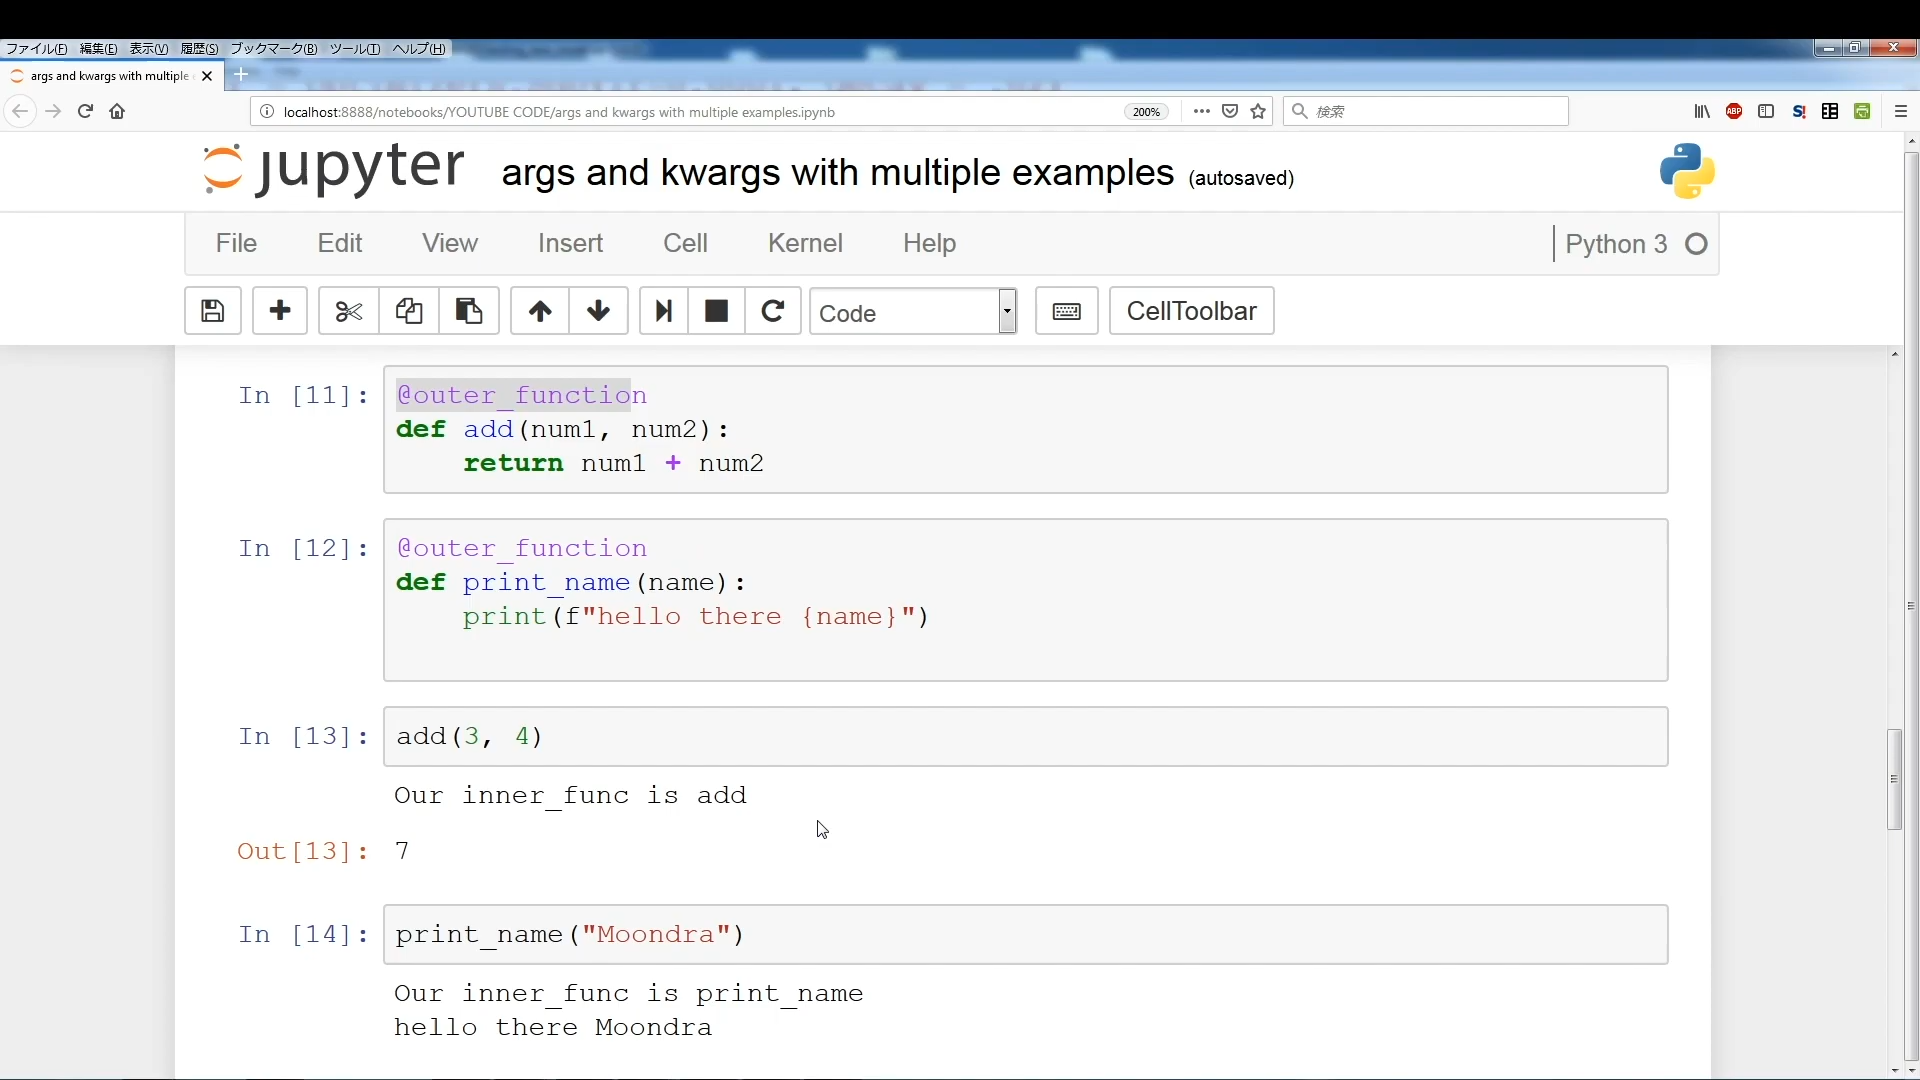 ファイル(F) 編集(E) 表示(V) 履歴(S) ブックマーク(B) ツール(T) ヘルプ(H)
args and kwargs with multiple
localhost:8888/notebooks/YOUTUBE CODE/args and kwargs with multiple examples.ipynb 200% 検索
ABP S!
jupyter args and kwargs with multiple examples (autosaved)
File Edit View Insert Cell Kernel Help Python 3
Code CellToolbar
In [11]: @outer_function
def add(num1, num2):
    return num1 + num2
In [12]: @outer_function
def print_name(name):
    print(f"hello there {name}")
In [13]: add(3, 4)
Our inner_func is add
Out[13]: 7
In [14]: print_name("Moondra")
Our inner_func is print_name
hello there Moondra